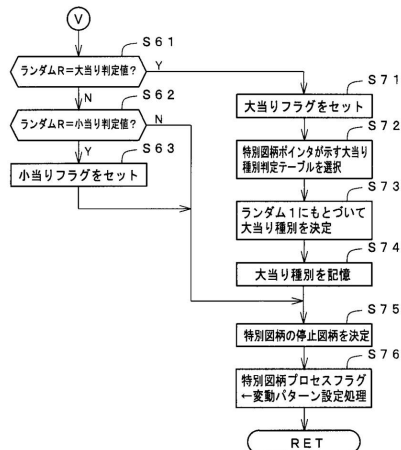 V
S61
ランダムR=大当り判定値?
Y
N
S62
ランダムR=小当り判定値?
N
Y
S63
小当りフラグをセット
S71
大当りフラグをセット
S72
特別図柄ポインタが示す大当り
種別判定テーブルを選択
S73
ランダム1にもとづいて
大当り種別を決定
S74
大当り種別を記憶
S75
特別図柄の停止図柄を決定
S76
特別図柄プロセスフラグ
←変動パターン設定処理
RET